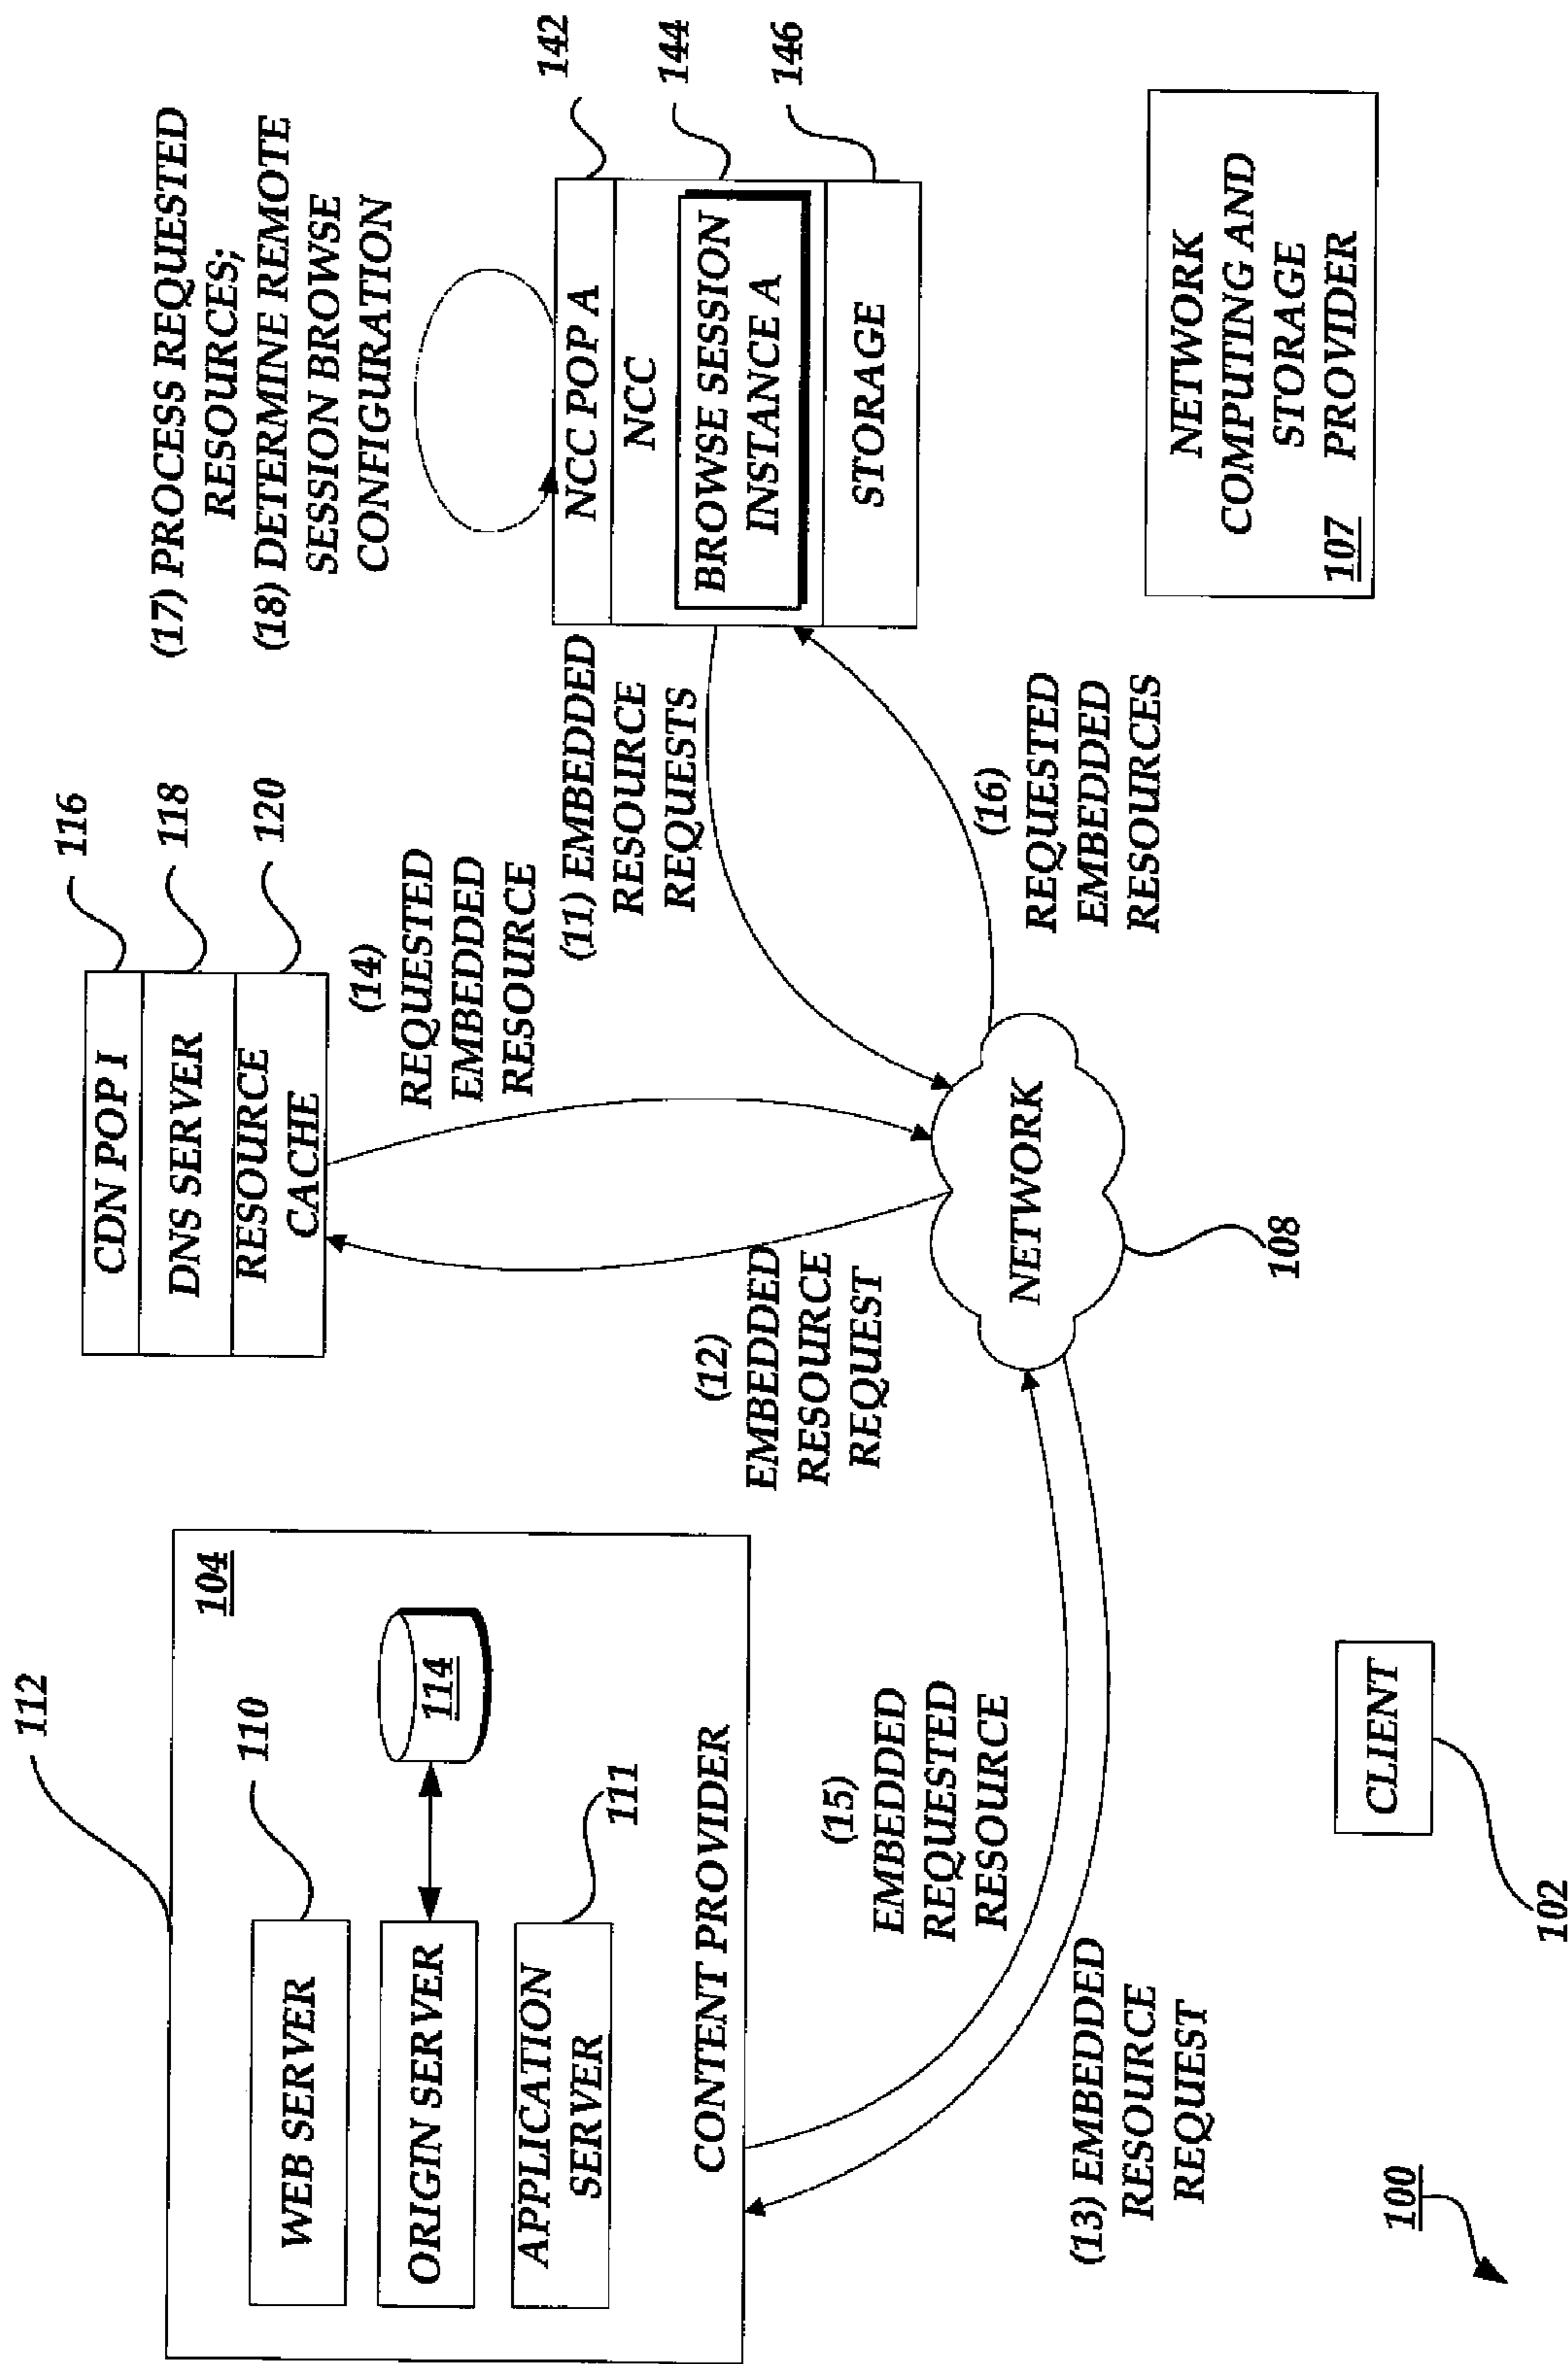 112
104
110
WEB SERVER
ORIGIN SERVER
114
APPLICATION
SERVER
111
CONTENT PROVIDER
116
118
120
CDN POP I
DNS SERVER
RESOURCE
CACHE
(17) PROCESS REQUESTED
RESOURCES;
(18) DETERMINE REMOTE
SESSION BROWSE
CONFIGURATION
142
144
146
NCC POP A
NCC
BROWSE SESSION
INSTANCE A
STORAGE
(14)
REQUESTED
EMBEDDED
RESOURCE
(11) EMBEDDED
RESOURCE
REQUESTS
(12)
EMBEDDED
RESOURCE
REQUEST
(16)
REQUESTED
EMBEDDED
RESOURCES
(15)
EMBEDDED
REQUESTED
RESOURCE
NETWORK
108
(13) EMBEDDED
RESOURCE
REQUEST
NETWORK
COMPUTING AND
STORAGE
107 PROVIDER
CLIENT
102
100